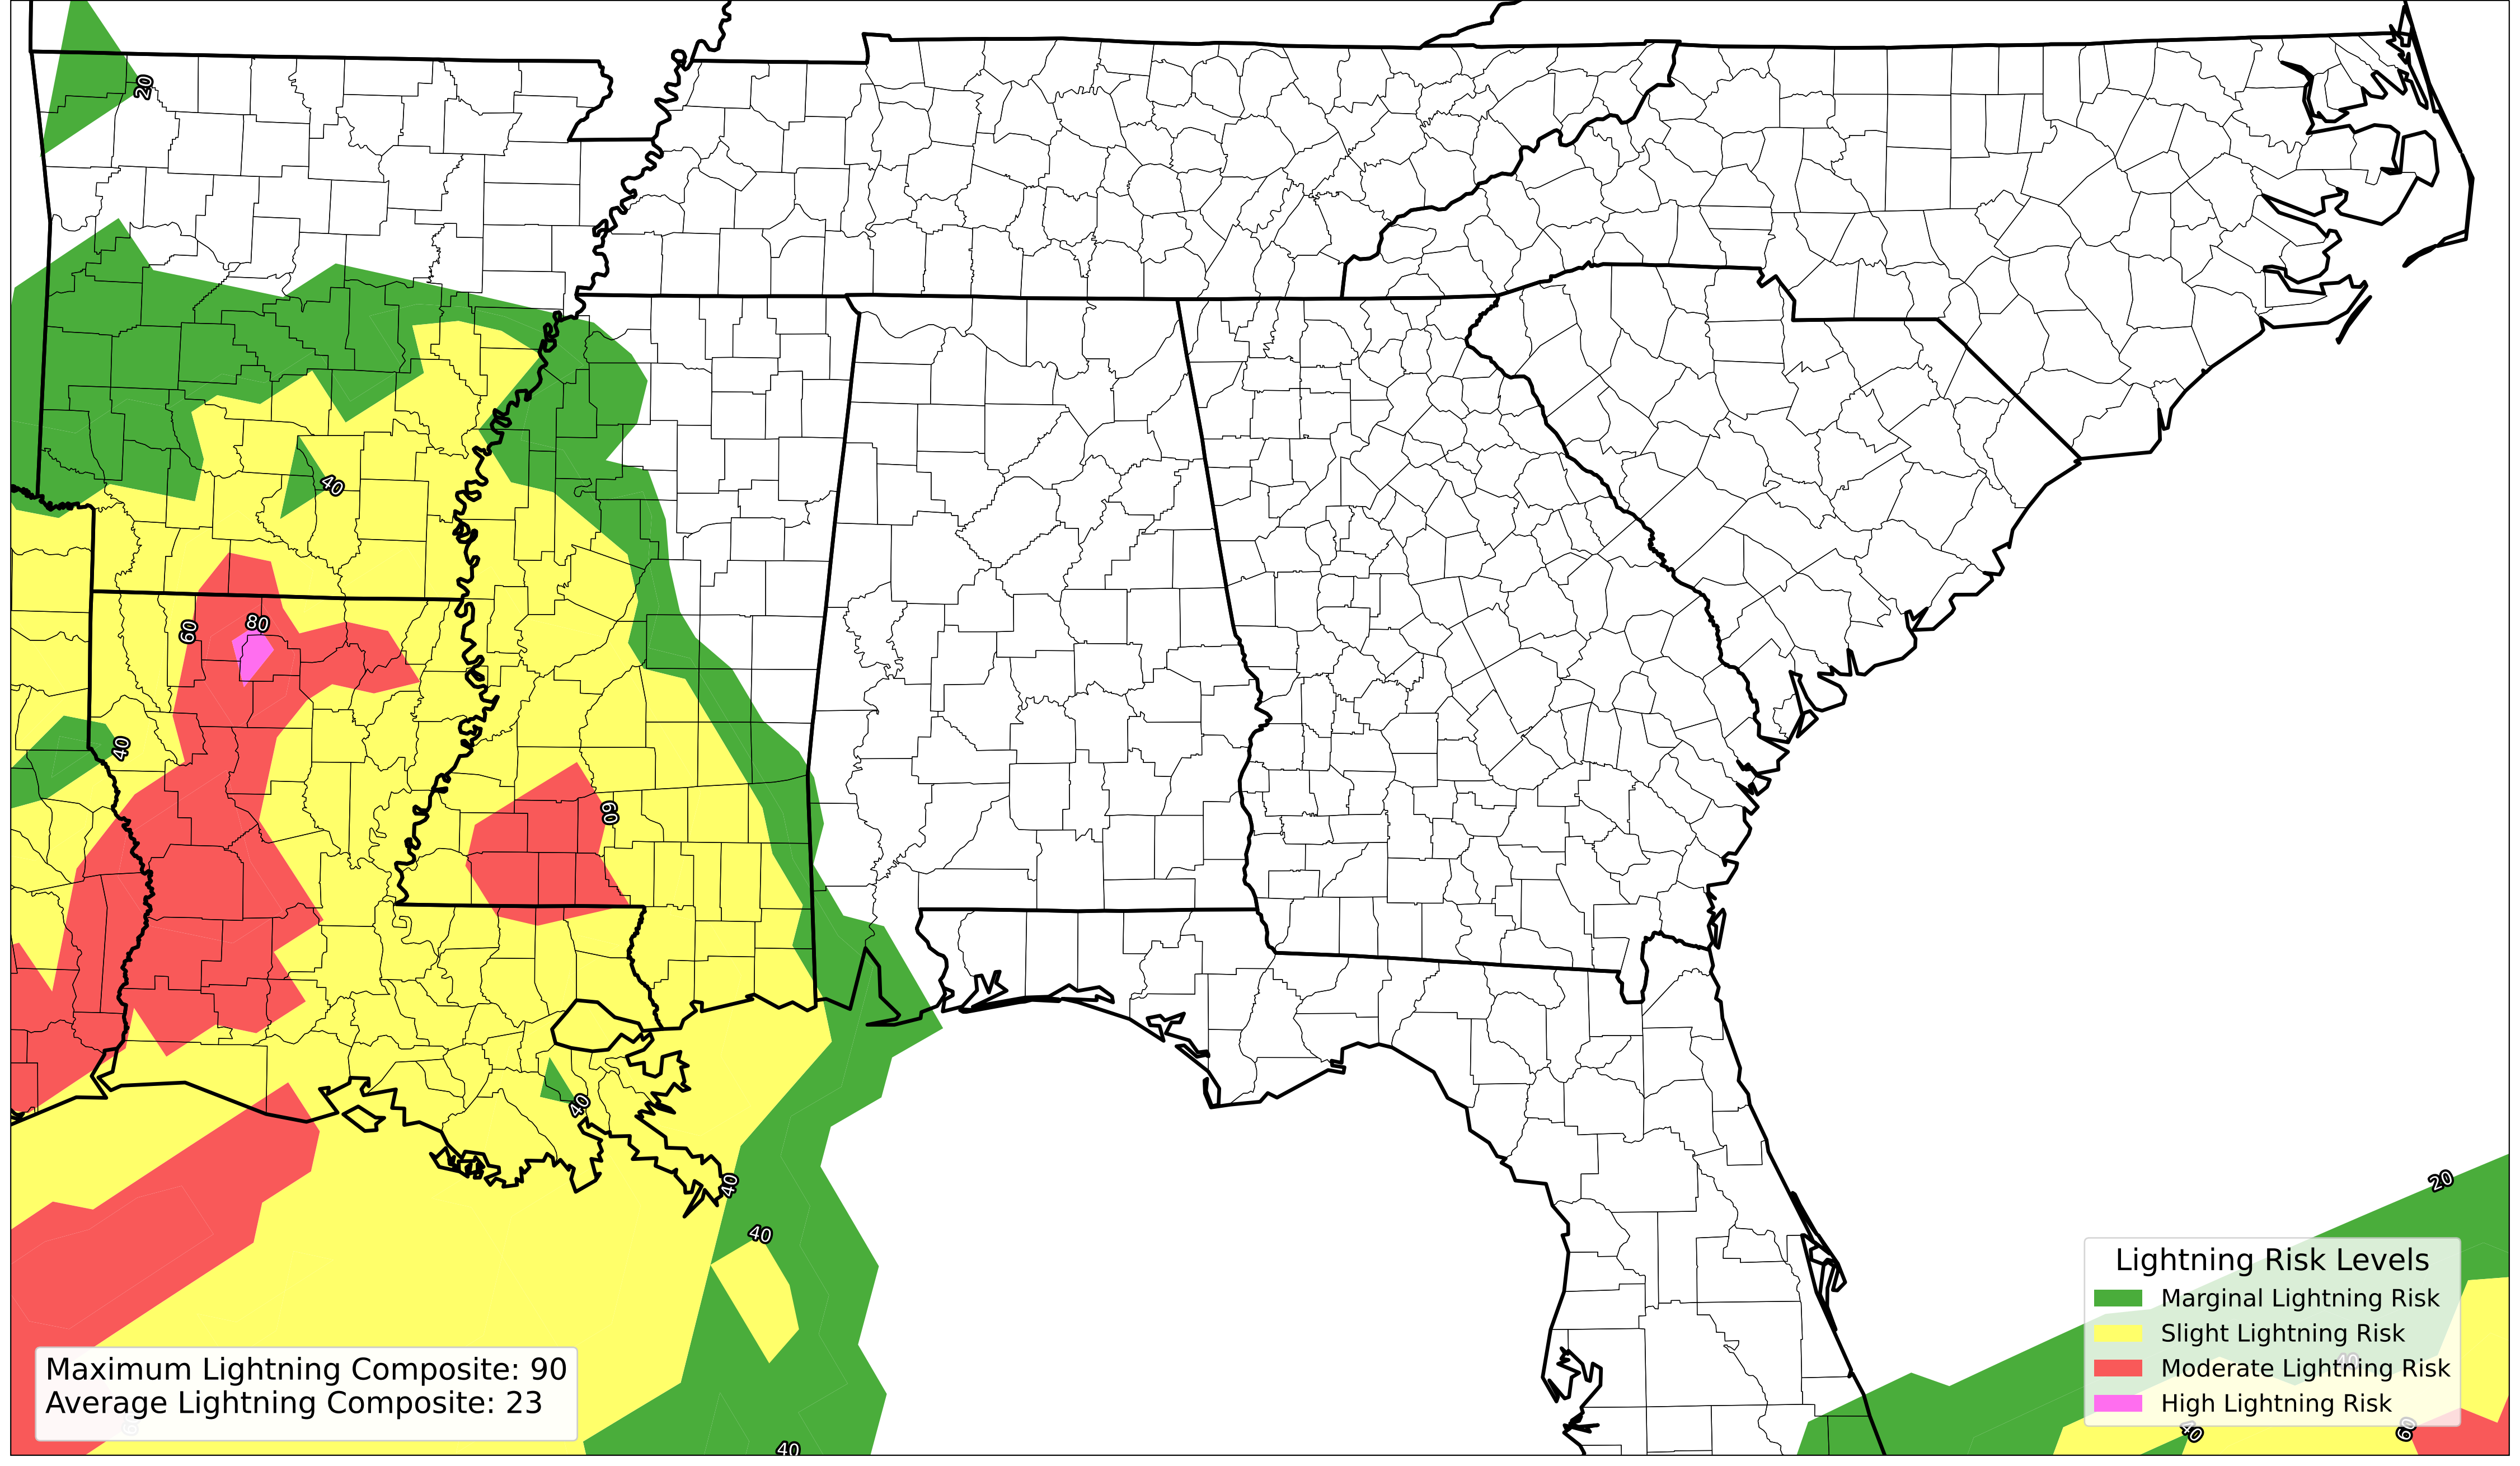 20
40
60
80
40
60
40
40
40
20
Lightning Risk Levels
Marginal Lightning Risk
Slight Lightning Risk
40
Moderate Lightning Risk
High Lightning Risk
Maximum Lightning Composite: 90
Average Lightning Composite: 23
40
60
40